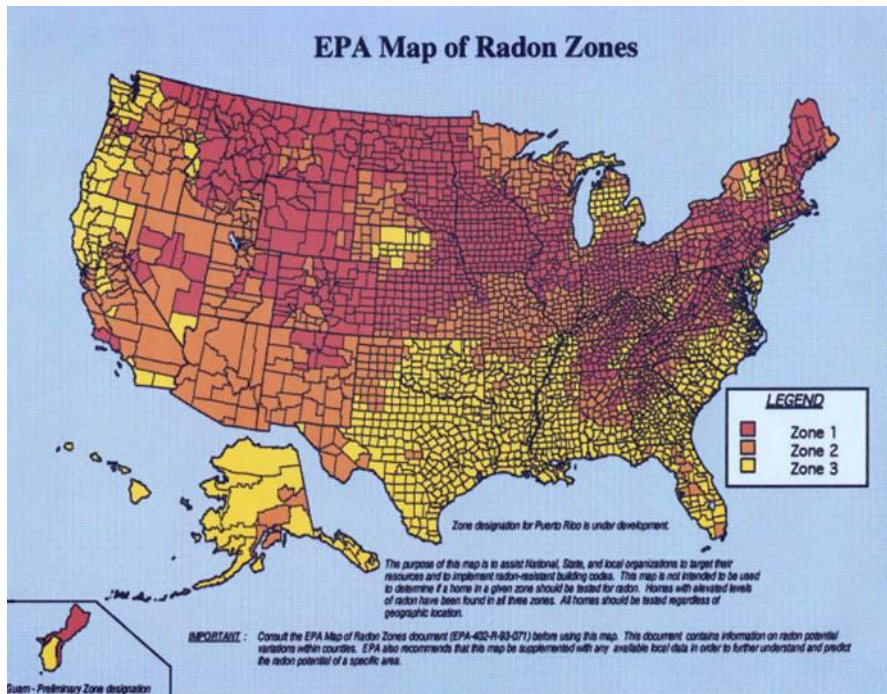 EPA Map of Radon Zones
LEGEND
Zone 1
Zone 2
Zone 3
Zone designation for Puerto Rico is under development.
The purpose of this map is to assist National, State, and local organizations to target their
resources and to implement radon-resistant building codes. This map is not intended to be used
to determine if a home in a given zone should be tested for radon. Homes with elevated levels
of radon have been found in all three zones. All homes should be tested regardless of
geographic location.
IMPORTANT : Consult the EPA Map of Radon Zones document (EPA-402-R-93-071) before using this map. This document contains information on radon potential
variations within counties. EPA also recommends that this map be supplemented with any available local data in order to further understand and predict
the radon potential of a specific area.
Guam - Preliminary Zone designation